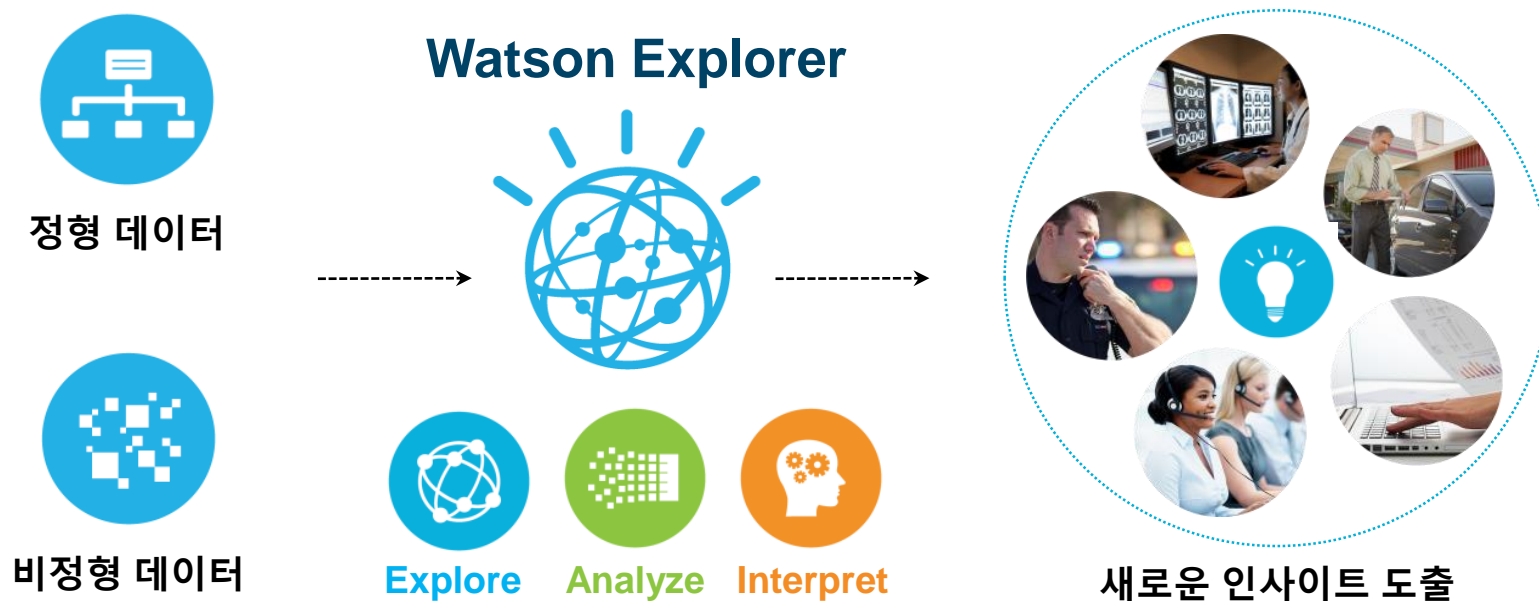 Watson Explorer
정형 데이터
비정형 데이터
Explore
Analyze
Interpret
새로운 인사이트 도출